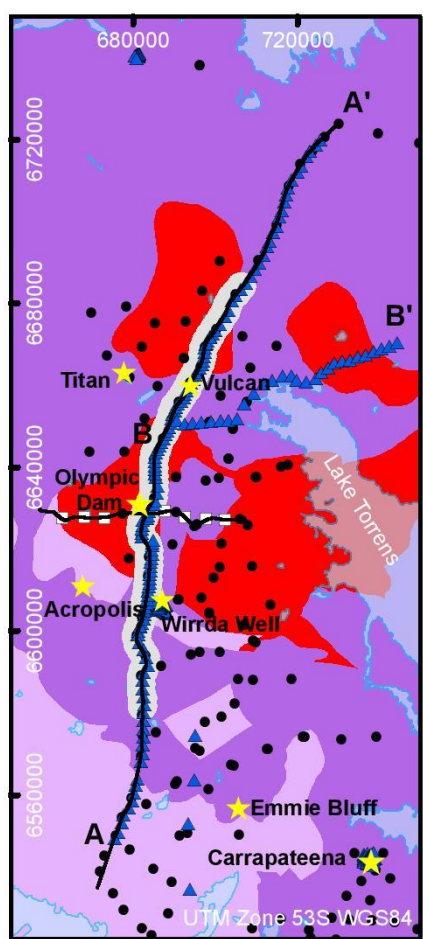 680000 720000
A'
6720000
6680000
B'
Titan
Vulcan
B
6640000
Olympic
Dam
Lake Torrens
Acropolis
Wirrda Well
6600000
6560000
Emmie Bluff
A
Carrapateena
UTM Zone 53S WGS84